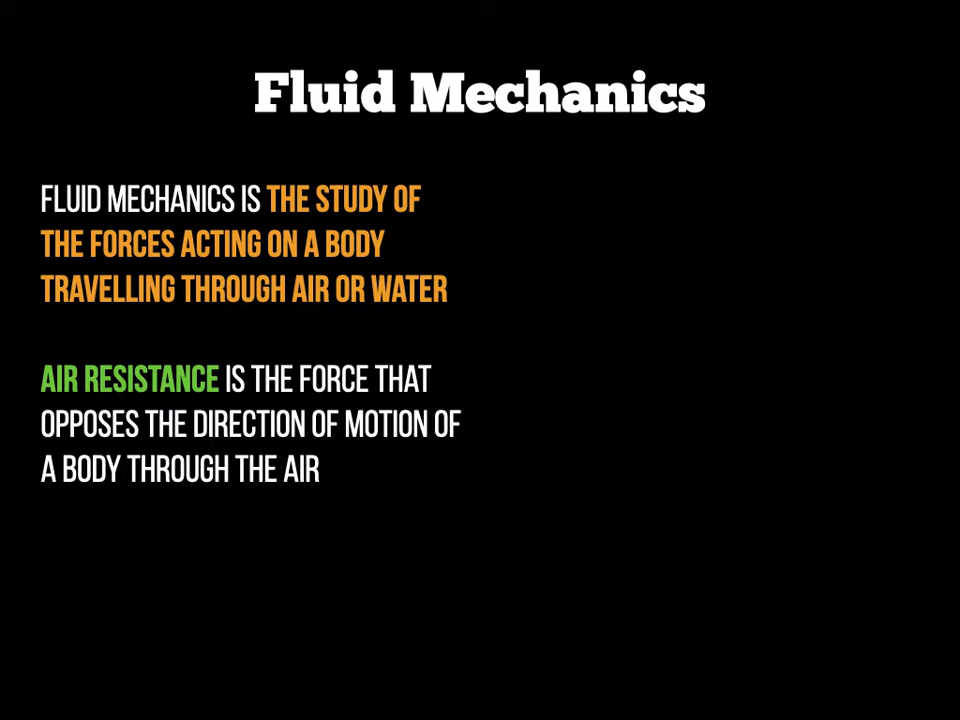 Fluid Mechanics
FLUID MECHANICS IS THE STUDY OF
THE FORCES ACTING ON A BODY
TRAVELLING THROUGH AIR OR WATER
AIR RESISTANCE IS THE FORCE THAT
OPPOSES THE DIRECTION OF MOTION OF
A BODY THROUGH THE AIR